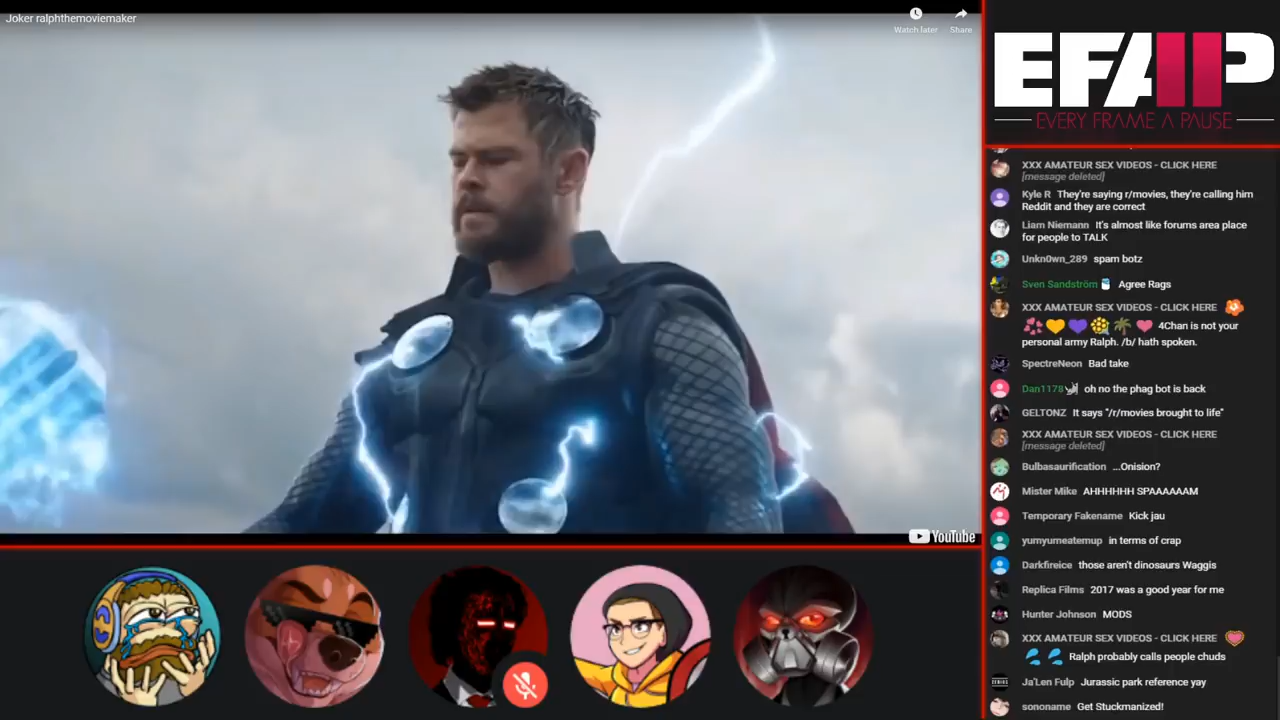 Joker ralphthemoviemaker
Watch later
Share
YouTube
EFAP
EVERY FRAME A PAUSE
XXX AMATEUR SEX VIDEOS - CLICK HERE
[message deleted]
Kyle R They're saying r/movies, they're calling him
Reddit and they are correct
Liam Niemann It's almost like forums area place
for people to TALK
Unkn0wn_289 spam botz
Sven Sandström Agree Rags
XXX AMATEUR SEX VIDEOS - CLICK HERE
4Chan is not your
personal army Ralph. /b/ hath spoken.
SpectreNeon Bad take
Dan1178 oh no the phag bot is back
GELTONZ It says "/r/movies brought to life"
XXX AMATEUR SEX VIDEOS - CLICK HERE
[message deleted]
Bulbasaurification ...Onision?
Mister Mike AHHHHHH SPAAAAAAM
Temporary Fakename Kick jau
yumyumeatemup in terms of crap
Darkfireice those aren't dinosaurs Waggis
Replica Films 2017 was a good year for me
Hunter Johnson MODS
XXX AMATEUR SEX VIDEOS - CLICK HERE
Ralph probably calls people chuds
Ja'Len Fulp Jurassic park reference yay
sononame Get Stuckmanized!